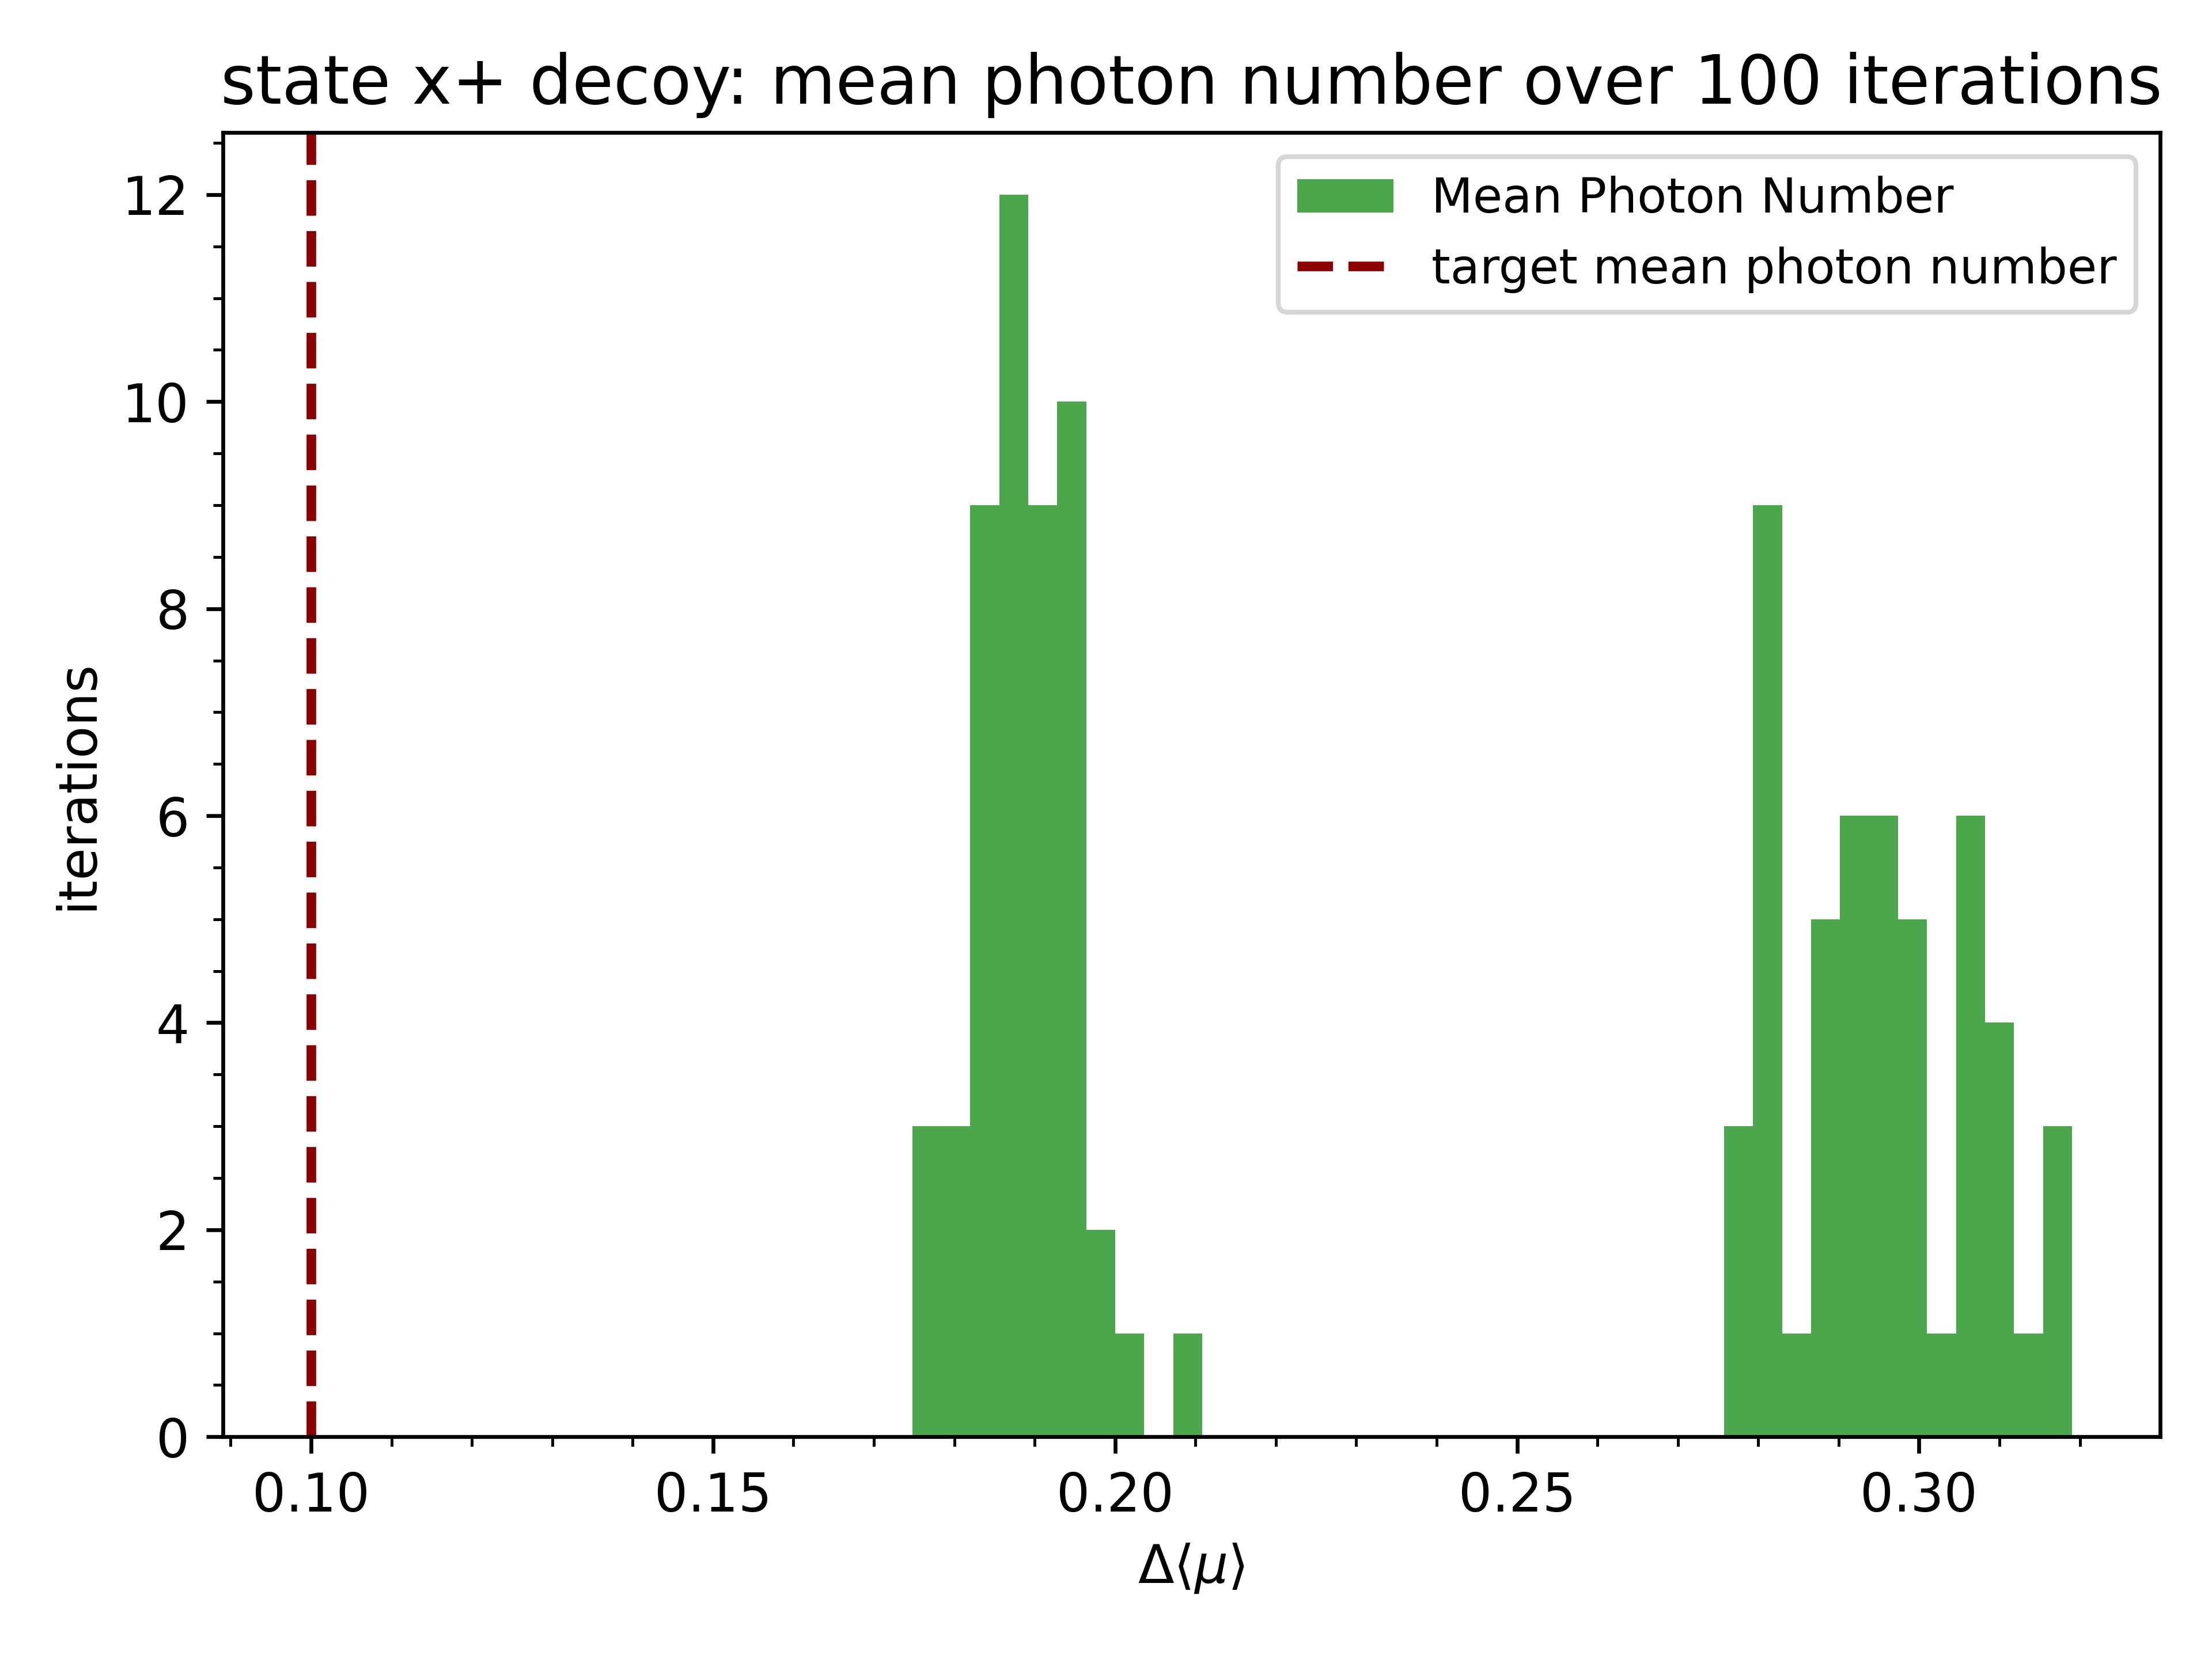 state x+ decoy: mean photon number over 100 iterations
Mean Photon Number
target mean photon number
12
10
8
6
4
2
0
iterations
0.10 0.15 0.20 0.25 0.30
Δ⟨μ⟩